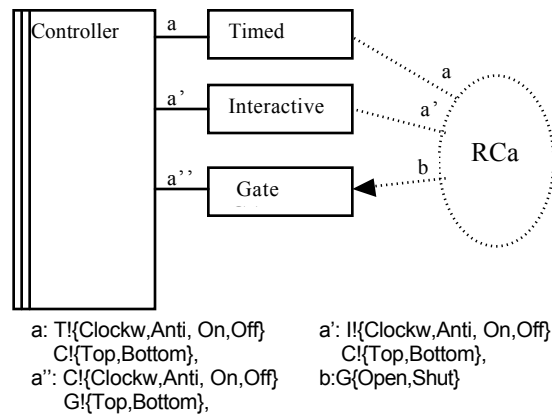 Controller
a
Timed
a
a'
Interactive
a'
RCa
b
a''
Gate
a: T!{Clockw,Anti, On,Off}
C!{Top,Bottom},
a'': C!{Clockw,Anti, On,Off}
G!{Top,Bottom},
a': I!{Clockw,Anti, On,Off}
C!{Top,Bottom},
b:G{Open,Shut}